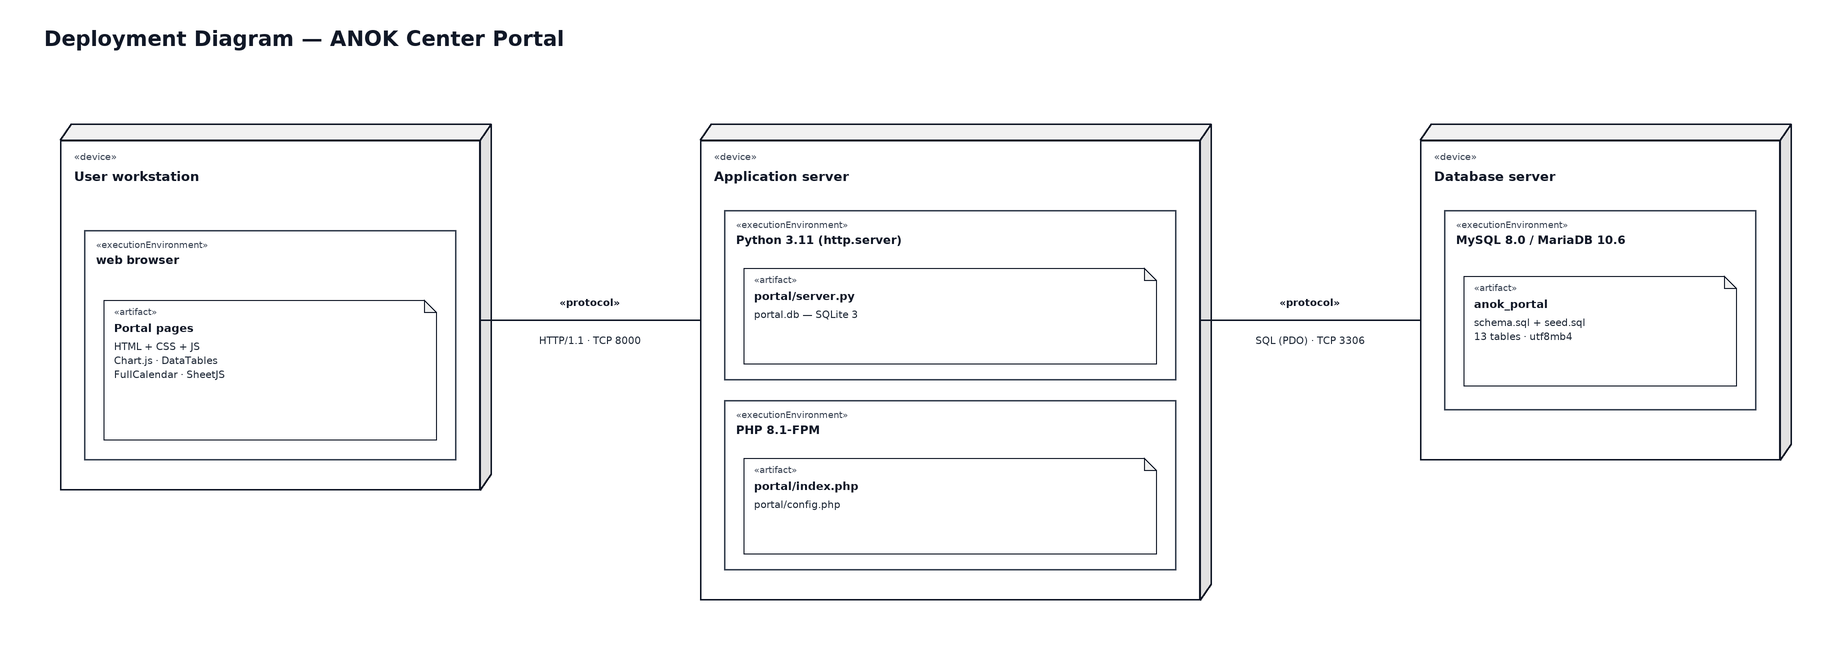 Deployment Diagram — ANOK Center Portal
«device»
User workstation
«executionEnvironment»
web browser
«artifact»
Portal pages
HTML + CSS + JS
Chart.js · DataTables
FullCalendar · SheetJS
«protocol»
HTTP/1.1 · TCP 8000
«device»
Application server
«executionEnvironment»
Python 3.11 (http.server)
«artifact»
portal/server.py
portal.db — SQLite 3
«executionEnvironment»
PHP 8.1-FPM
«artifact»
portal/index.php
portal/config.php
«protocol»
SQL (PDO) · TCP 3306
«device»
Database server
«executionEnvironment»
MySQL 8.0 / MariaDB 10.6
«artifact»
anok_portal
schema.sql + seed.sql
13 tables · utf8mb4